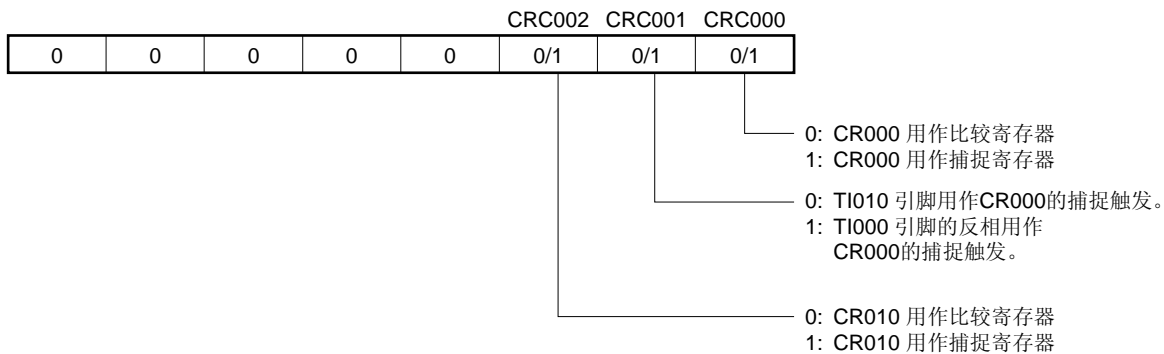 CRC002 CRC001 CRC000
0 0 0 0 0 0/1 0/1 0/1
0: CR000 用作比较寄存器
1: CR000 用作捕捉寄存器
0: TI010 引脚用作CR000的捕捉触发。
1: TI000 引脚的反相用作
CR000的捕捉触发。
0: CR010 用作比较寄存器
1: CR010 用作捕捉寄存器